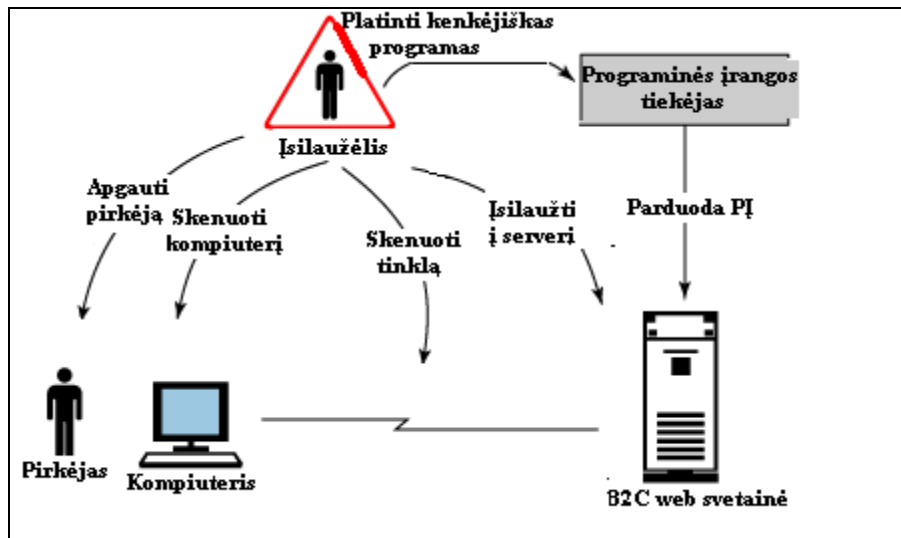 Platinti kenkėjiškas
programas
Programinės įrangos
tiekėjas
Įsilaužėlis
Apgauti
pirkėją
Skenuoti
kompiuterį
Skenuoti
tinklą
Įsilaužti
į serverį
Parduoda PĮ
Pirkėjas
Kompiuteris
B2C web svetainė